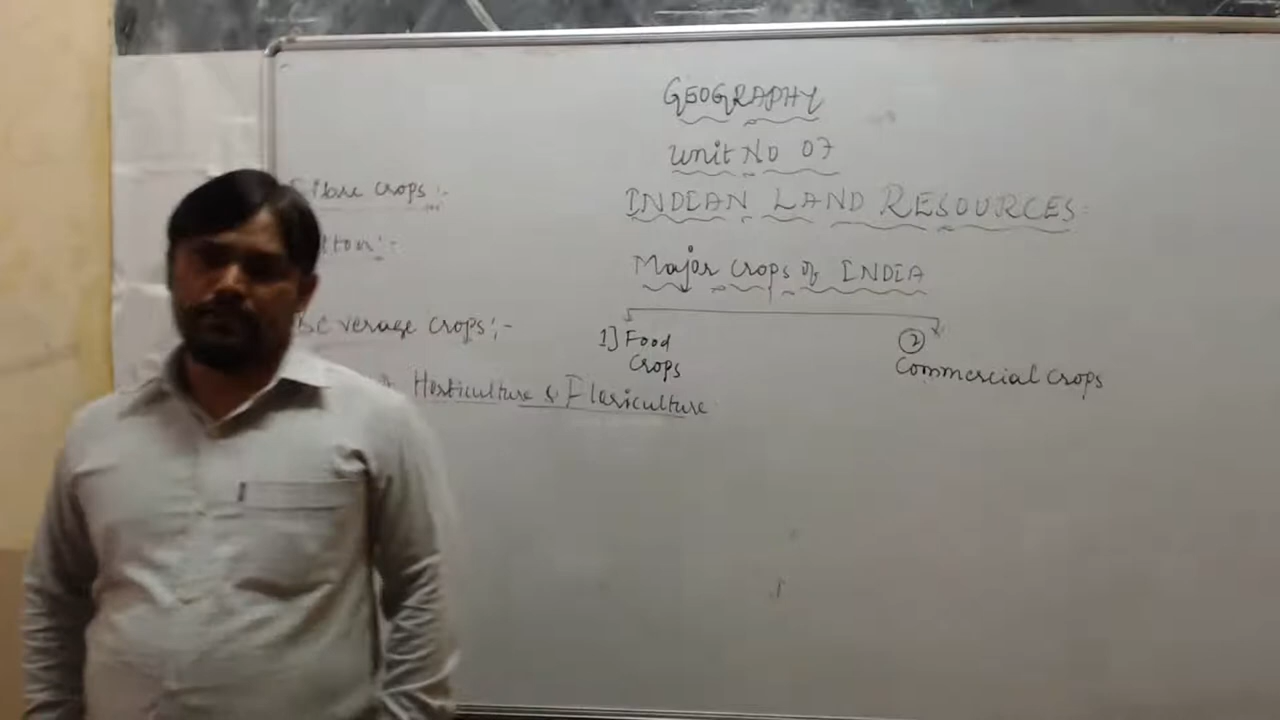 GEOGRAPHY
Unit No 07
INDIAN LAND RESOURCES
Major Crops of INDIA
1] Food
Crops
②
Commercial Crops
Fibre Crops :-
Beverage Crops :-
Horticulture & Floriculture